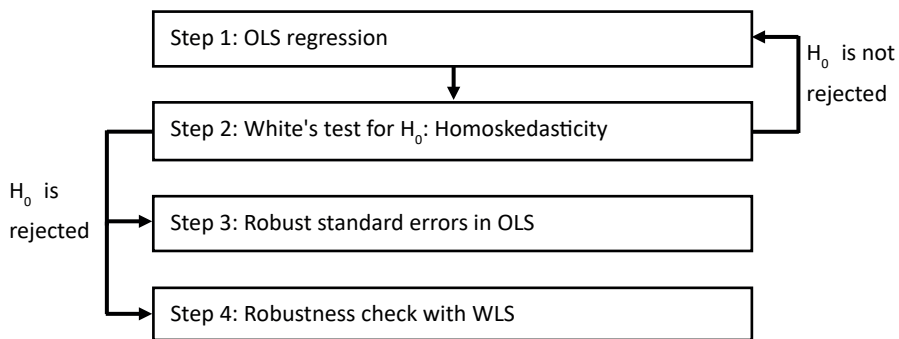 Step 1: OLS regression
H₀ is not
rejected
Step 2: White's test for H₀: Homoskedasticity
H₀ is
rejected
Step 3: Robust standard errors in OLS
Step 4: Robustness check with WLS